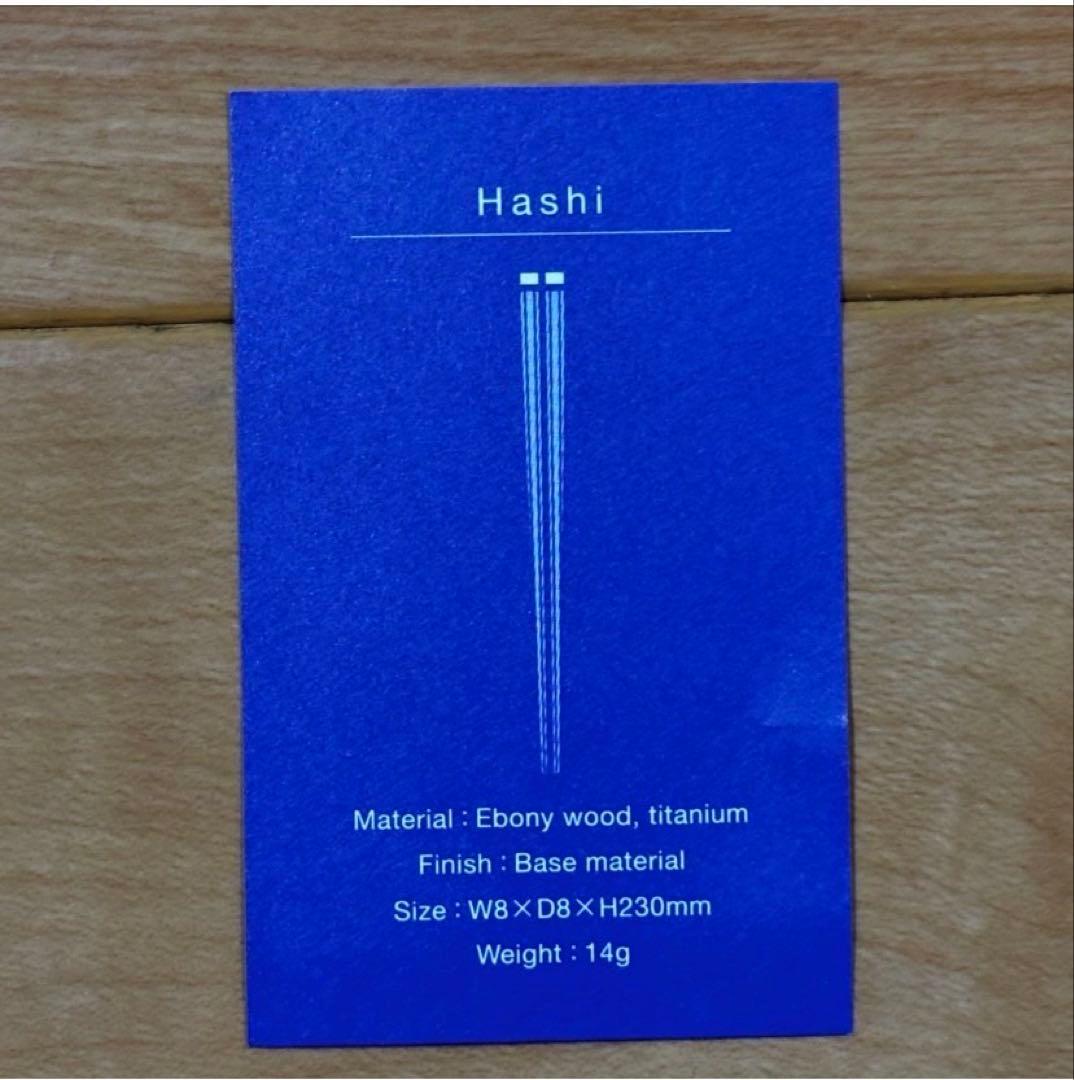 Hashi
Material : Ebony wood, titanium
Finish : Base material
Size : W8×D8×H230mm
Weight : 14g